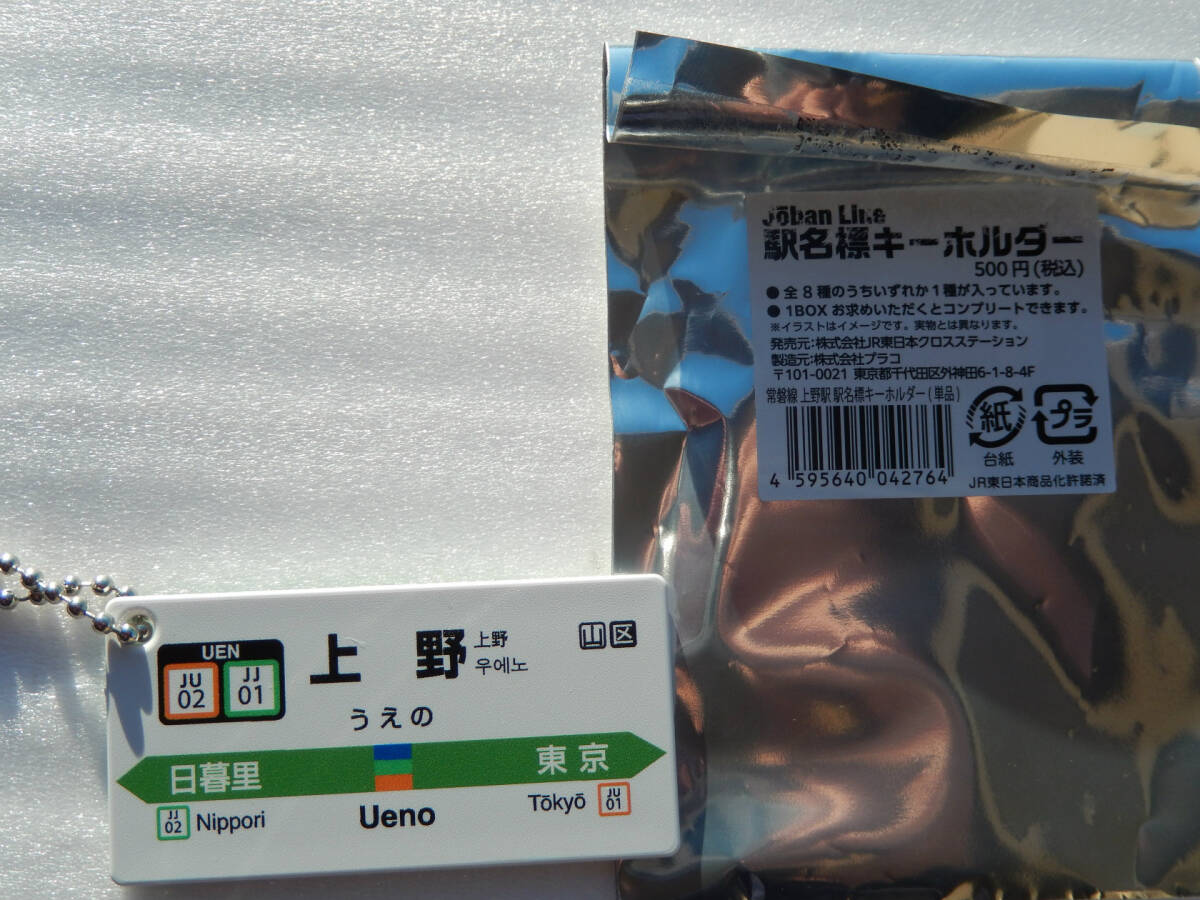 Jōban Line
駅名標キーホルダー
500円(税込)
●全8種のうちいずれか1種が入っています。
●1BOXお求めいただくとコンプリートできます。
※イラストはイメージです。実物とは異なります。
発売元:株式会社JR東日本クロスステーション
製造元:株式会社プラコ
〒101-0021 東京都千代田区外神田6-1-8-4F
常磐線 上野駅 駅名標キーホルダー(単品)
4 595640 042764
紙
台紙
プラ
外装
JR東日本商品化許諾済
UEN
JU
02
JJ
01
上野
上野
우에노
山区
うえの
日暮里
東京
JJ
02
Nippori
Ueno
Tōkyō
JU
01